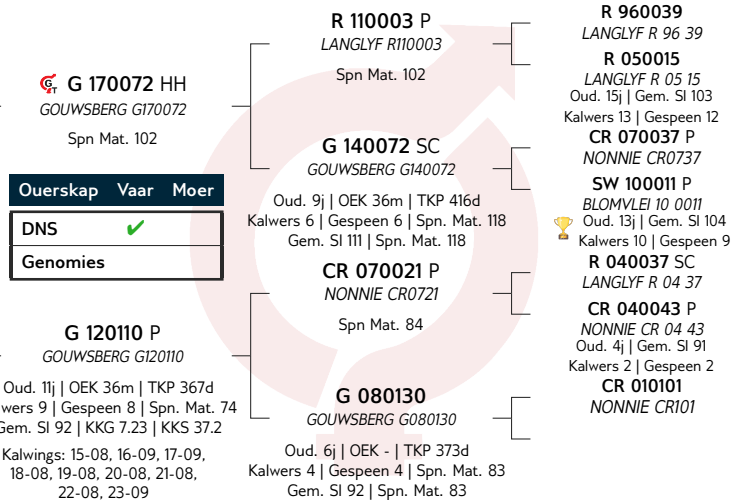 G 170072 HH
GOUWSBERG G170072
Spn Mat. 102
Ouerskap Vaar Moer
DNS ✔
Genomies
G 120110 P
GOUWSBERG G120110
Oud. 11j | OEK 36m | TKP 367d
wers 9 | Gespeen 8 | Spn. Mat. 74
Gem. SI 92 | KKG 7.23 | KKS 37.2
Kalwings: 15-08, 16-09, 17-09,
18-08, 19-08, 20-08, 21-08,
22-08, 23-09
R 110003 P
LANGLYF R110003
Spn Mat. 102
G 140072 SC
GOUWSBERG G140072
Oud. 9j | OEK 36m | TKP 416d
Kalwers 6 | Gespeen 6 | Spn. Mat. 118
Gem. SI 111 | Spn. Mat. 118
CR 070021 P
NONNIE CR0721
Spn Mat. 84
G 080130
GOUWSBERG G080130
Oud. 6j | OEK - | TKP 373d
Kalwers 4 | Gespeen 4 | Spn. Mat. 83
Gem. SI 92 | Spn. Mat. 83
R 960039
LANGLYF R 96 39
R 050015
LANGLYF R 05 15
Oud. 15j | Gem. SI 103
Kalwers 13 | Gespeen 12
CR 070037 P
NONNIE CR0737
SW 100011 P
BLOMVLEI 10 0011
Oud. 13j | Gem. SI 104
Kalwers 10 | Gespeen 9
R 040037 SC
LANGLYF R 04 37
CR 040043 P
NONNIE CR 04 43
Oud. 4j | Gem. SI 91
Kalwers 2 | Gespeen 2
CR 010101
NONNIE CR101